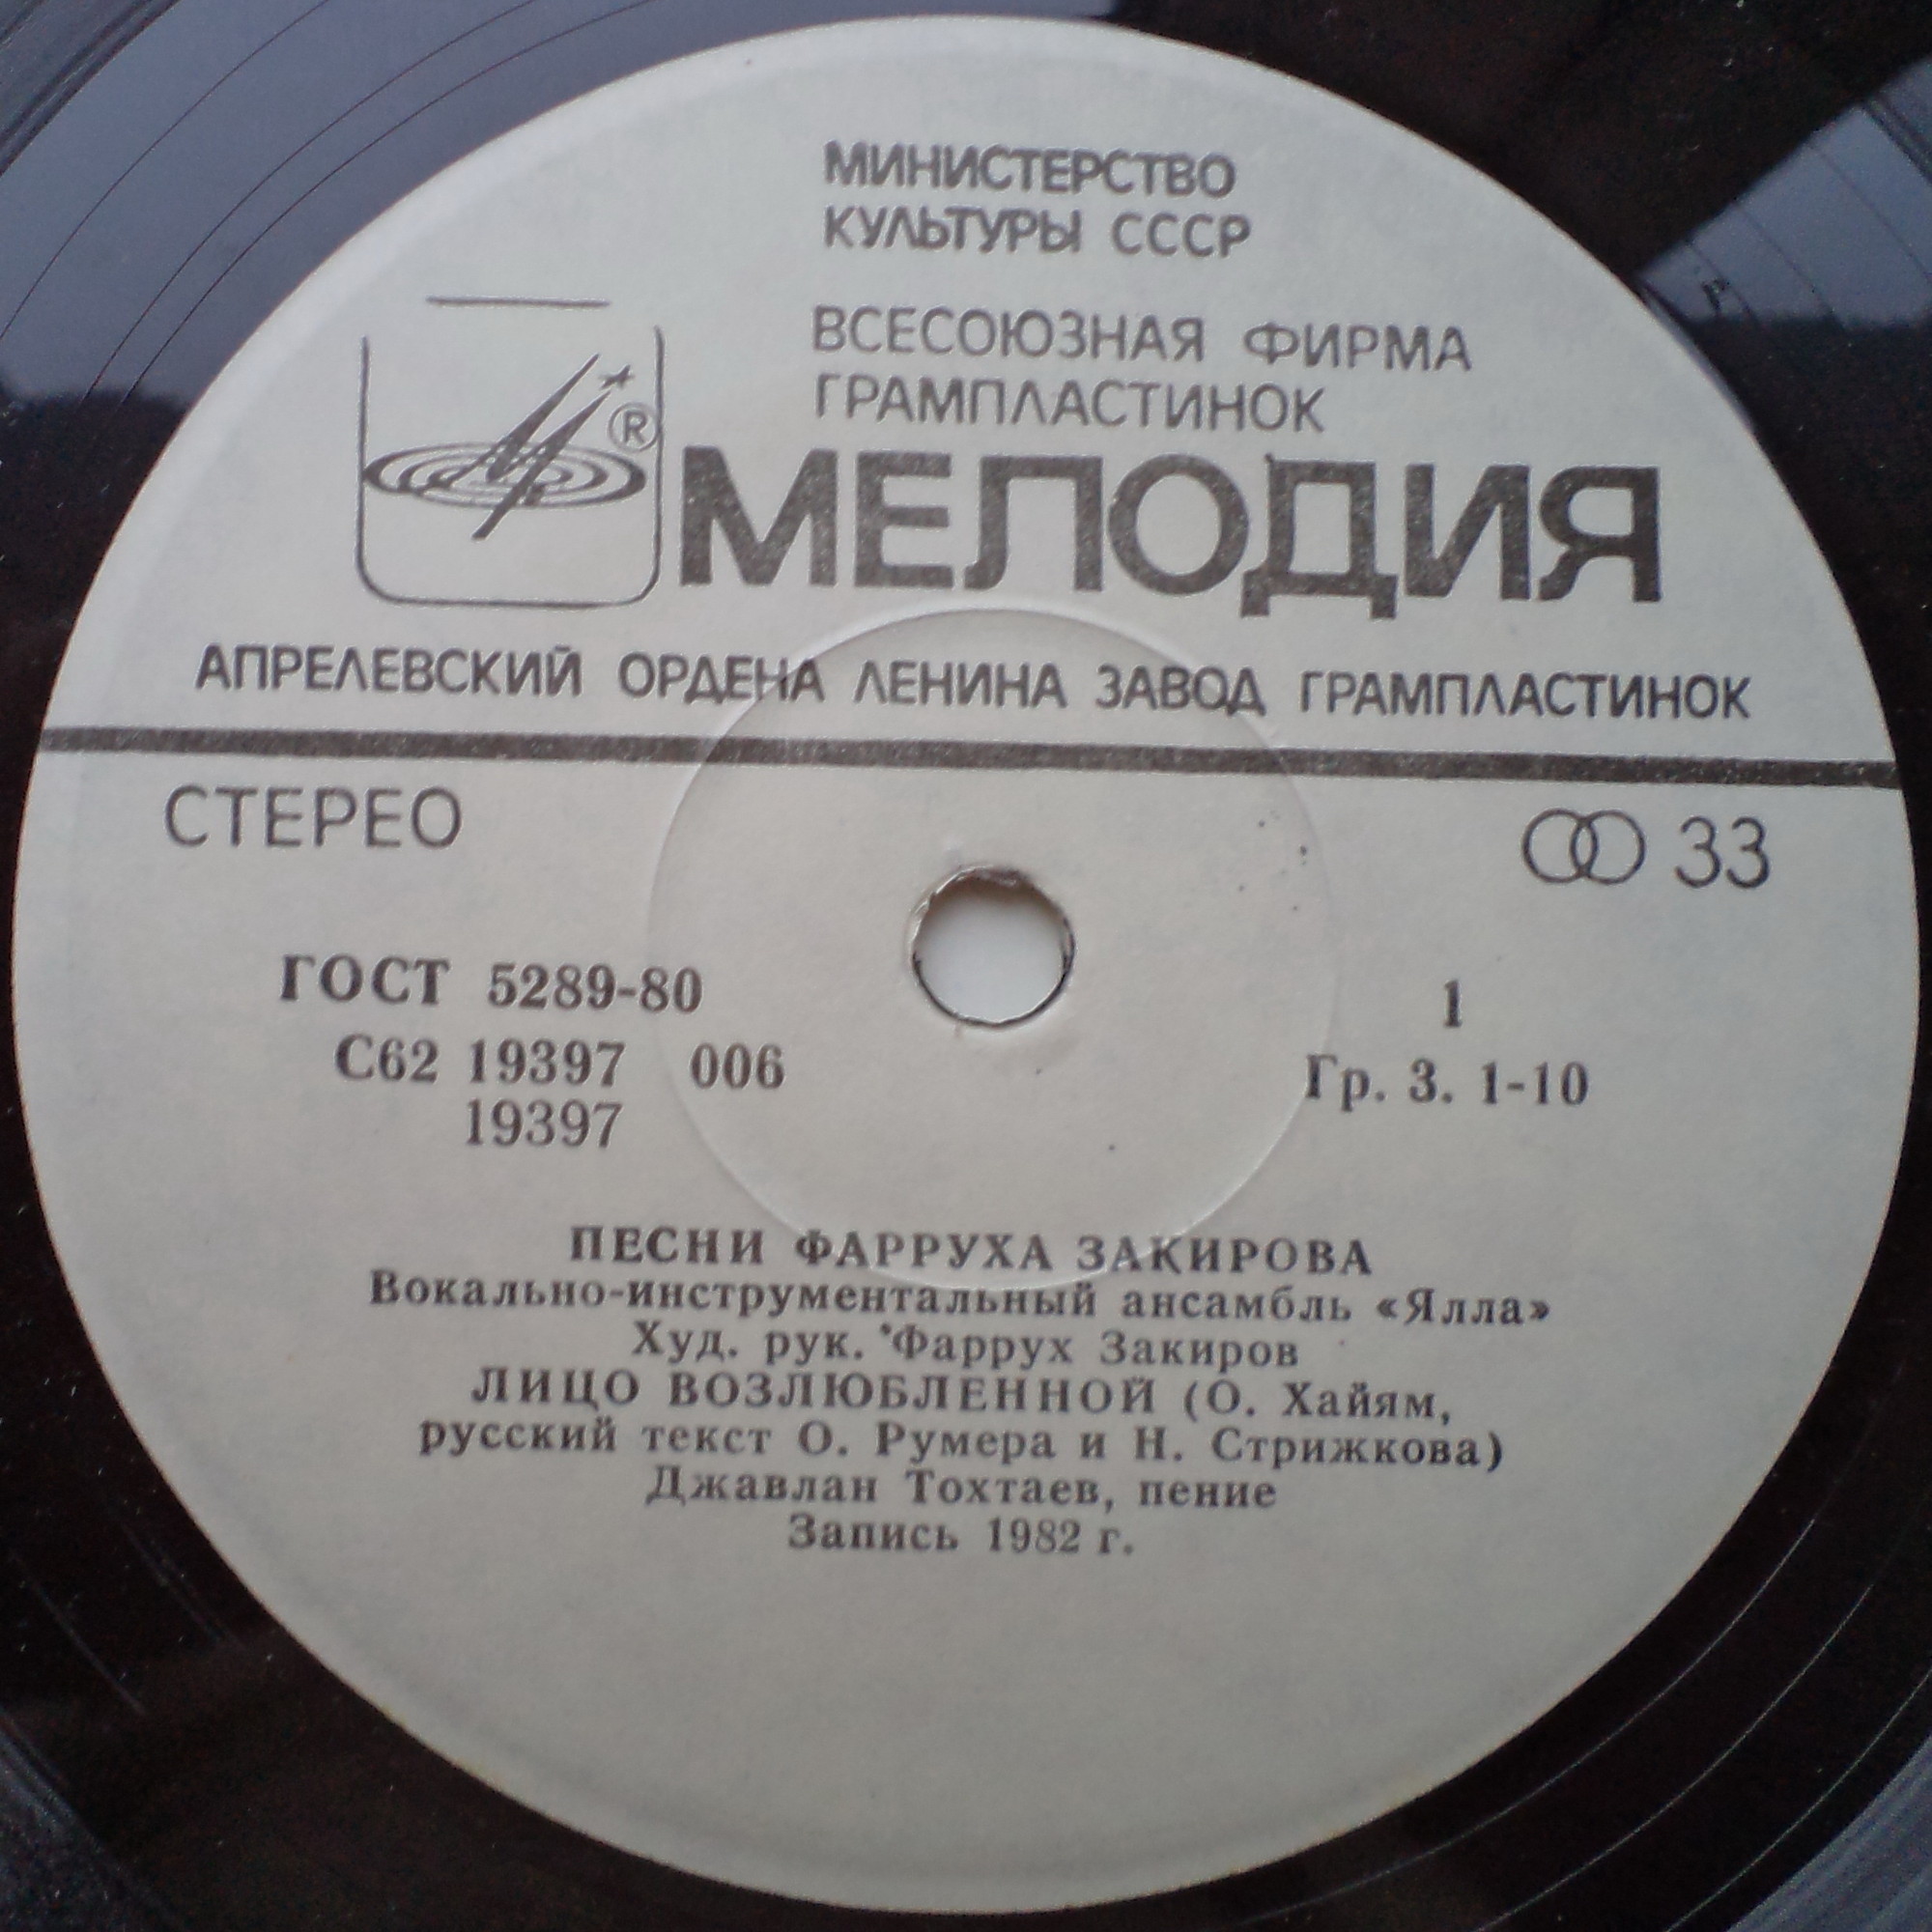 МИНИСТЕРСТВО
КУЛЬТУРЫ СССР
ВСЕСОЮЗНАЯ ФИРМА
ГРАМПЛАСТИНОК
®
МЕЛОДИЯ
АПРЕЛЕВСКИЙ ОРДЕНА ЛЕНИНА ЗАВОД ГРАМПЛАСТИНОК
СТЕРЕО 33
ГОСТ 5289-80 1
С62 19397 006 Гр. 3. 1-10
19397
ПЕСНИ ФАРРУХА ЗАКИРОВА
Вокально-инструментальный ансамбль «Ялла»
Худ. рук. Фаррух Закиров
ЛИЦО ВОЗЛЮБЛЕННОЙ (О. Хайям,
русский текст О. Румера и Н. Стрижкова)
Джавлан Тохтаев, пение
Запись 1982 г.